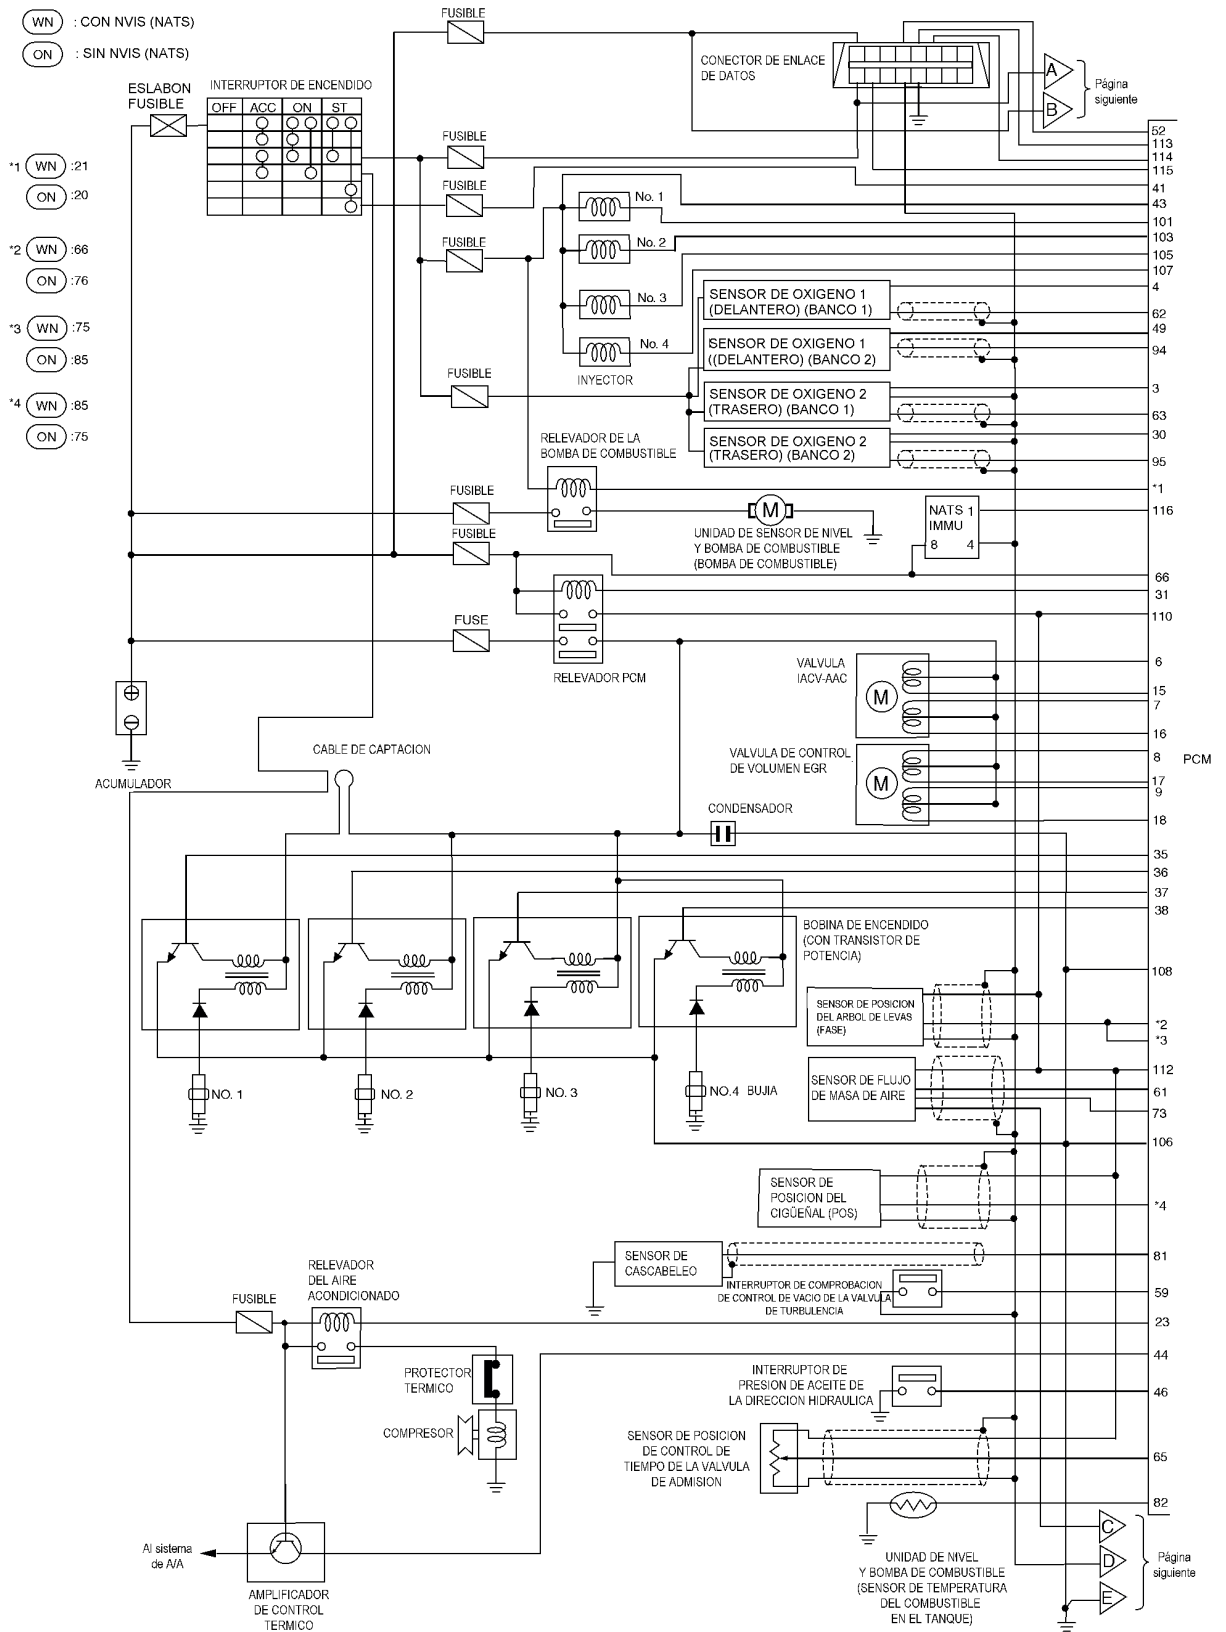 WN : CON NVIS (NATS)
ON : SIN NVIS (NATS)
ESLABON
FUSIBLE
INTERRUPTOR DE ENCENDIDO
OFF ACC ON ST
*1 WN :21
ON :20
*2 WN :66
ON :76
*3 WN :75
ON :85
*4 WN :85
ON :75
FUSIBLE
FUSIBLE
FUSIBLE
FUSIBLE
FUSIBLE
CONECTOR DE ENLACE
DE DATOS
A
B
Página
siguiente
52
113
114
115
41
43
101
103
105
107
4
62
49
94
3
63
30
95
*1
116
66
31
110
6
15
7
16
8
17
9
18
PCM
35
36
37
38
108
*2
*3
112
61
73
106
*4
81
59
23
44
46
65
82
No. 1
No. 2
No. 3
No. 4
INYECTOR
SENSOR DE OXIGENO 1
(DELANTERO) (BANCO 1)
SENSOR DE OXIGENO 1
((DELANTERO) (BANCO 2)
SENSOR DE OXIGENO 2
(TRASERO) (BANCO 1)
SENSOR DE OXIGENO 2
(TRASERO) (BANCO 2)
RELEVADOR DE LA
BOMBA DE COMBUSTIBLE
FUSIBLE
M
UNIDAD DE SENSOR DE NIVEL
Y BOMBA DE COMBUSTIBLE
(BOMBA DE COMBUSTIBLE)
NATS 1
IMMU
8 4
FUSIBLE
FUSE
RELEVADOR PCM
ACUMULADOR
CABLE DE CAPTACION
VALVULA
IACV-AAC
M
VALVULA DE CONTROL
DE VOLUMEN EGR
M
CONDENSADOR
BOBINA DE ENCENDIDO
(CON TRANSISTOR DE
POTENCIA)
NO. 1
NO. 2
NO. 3
NO.4 BUJIA
SENSOR DE POSICION
DEL ARBOL DE LEVAS
(FASE)
SENSOR DE FLUJO
DE MASA DE AIRE
SENSOR DE
POSICION DEL
CIGÜEÑAL (POS)
SENSOR DE
CASCABELEO
INTERRUPTOR DE COMPROBACION
DE CONTROL DE VACIO DE LA VALVULA
DE TURBULENCIA
RELEVADOR
DEL AIRE
ACONDICIONADO
FUSIBLE
PROTECTOR
TERMICO
COMPRESOR
INTERRUPTOR DE
PRESION DE ACEITE DE
LA DIRECCION HIDRAULICA
SENSOR DE POSICION
DE CONTROL DE
TIEMPO DE LA VALVULA
DE ADMISION
Al sistema
de A/A
AMPLIFICADOR
DE CONTROL
TERMICO
UNIDAD DE NIVEL
Y BOMBA DE COMBUSTIBLE
(SENSOR DE TEMPERATURA
DEL COMBUSTIBLE
EN EL TANQUE)
C
D
E
Página
siguiente